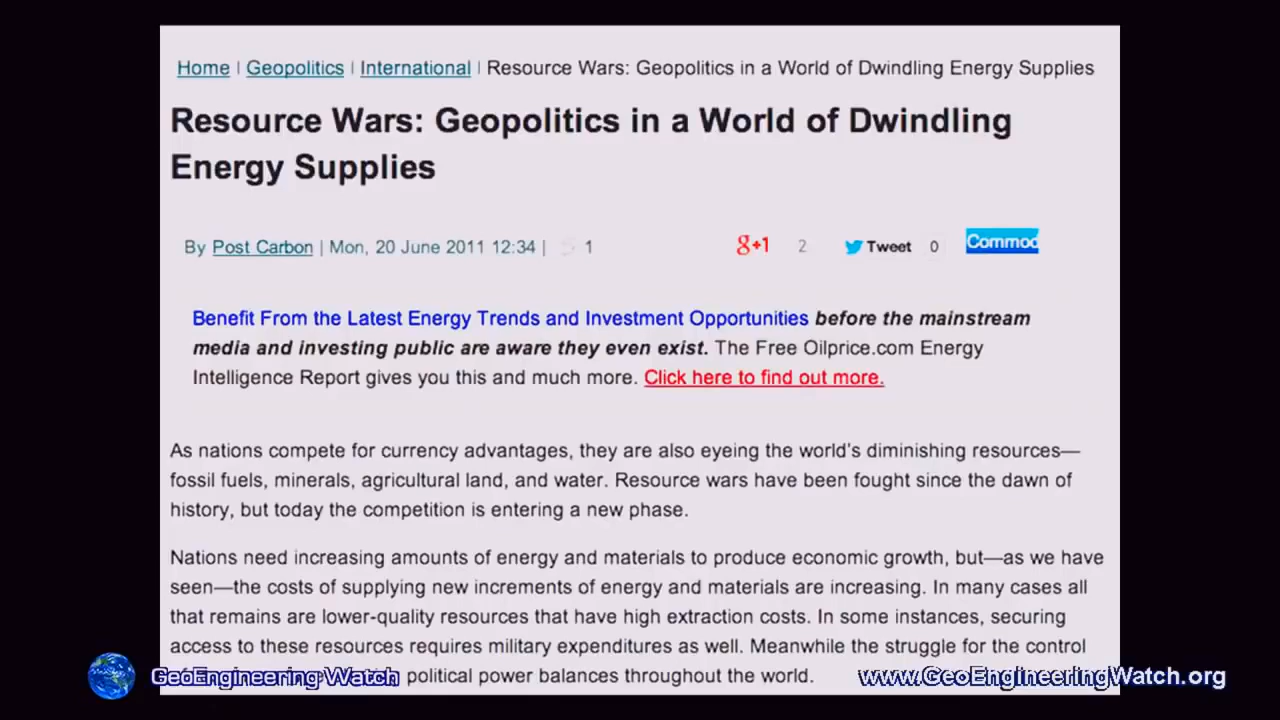 Home | Geopolitics | International | Resource Wars: Geopolitics in a World of Dwindling Energy Supplies
Resource Wars: Geopolitics in a World of Dwindling
Energy Supplies
By Post Carbon | Mon, 20 June 2011 12:34 | 1
g+1 2 Tweet 0 Commod
Benefit From the Latest Energy Trends and Investment Opportunities before the mainstream
media and investing public are aware they even exist. The Free Oilprice.com Energy
Intelligence Report gives you this and much more. Click here to find out more.
As nations compete for currency advantages, they are also eyeing the world's diminishing resources—
fossil fuels, minerals, agricultural land, and water. Resource wars have been fought since the dawn of
history, but today the competition is entering a new phase.
Nations need increasing amounts of energy and materials to produce economic growth, but—as we have
seen—the costs of supplying new increments of energy and materials are increasing. In many cases all
that remains are lower-quality resources that have high extraction costs. In some instances, securing
access to these resources requires military expenditures as well. Meanwhile the struggle for the control
political power balances throughout the world.
GeoEngineering Watch
www.GeoEngineeringWatch.org